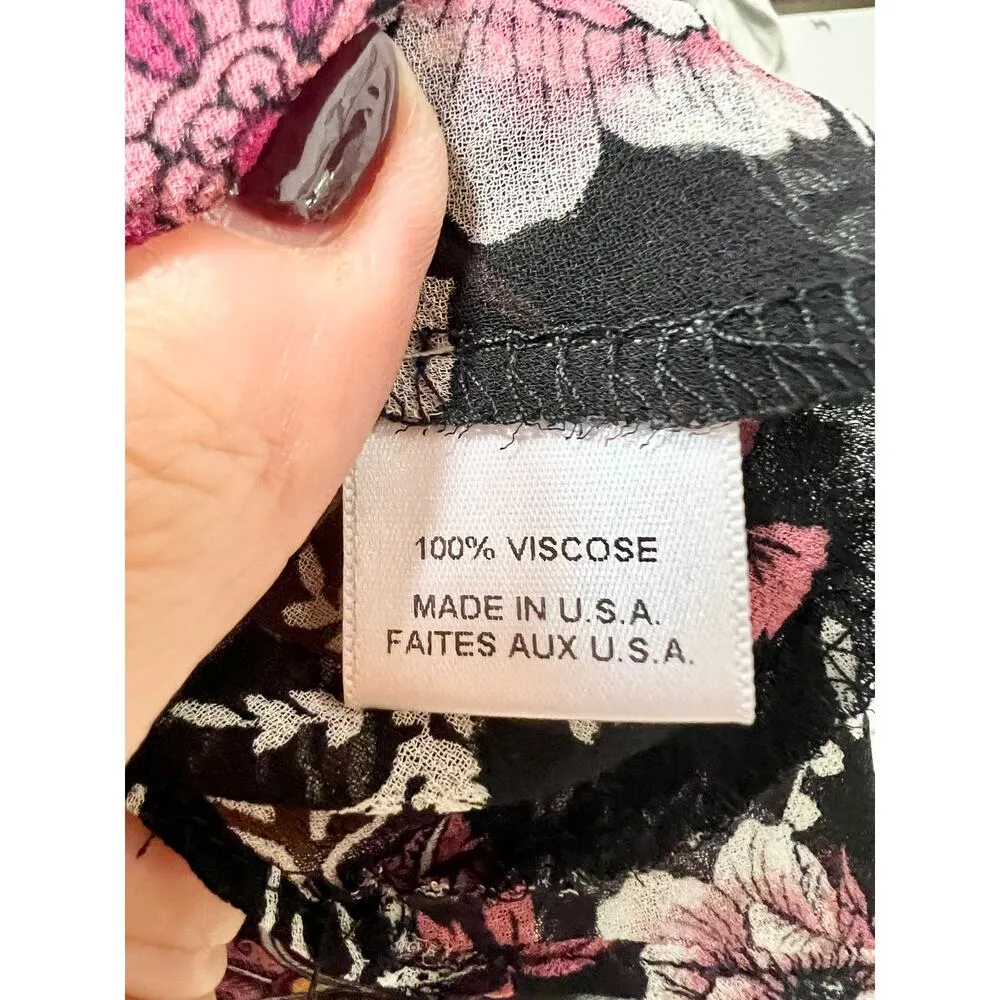 100% VISCOSE
MADE IN U.S.A.
FAITES AUX U.S.A.